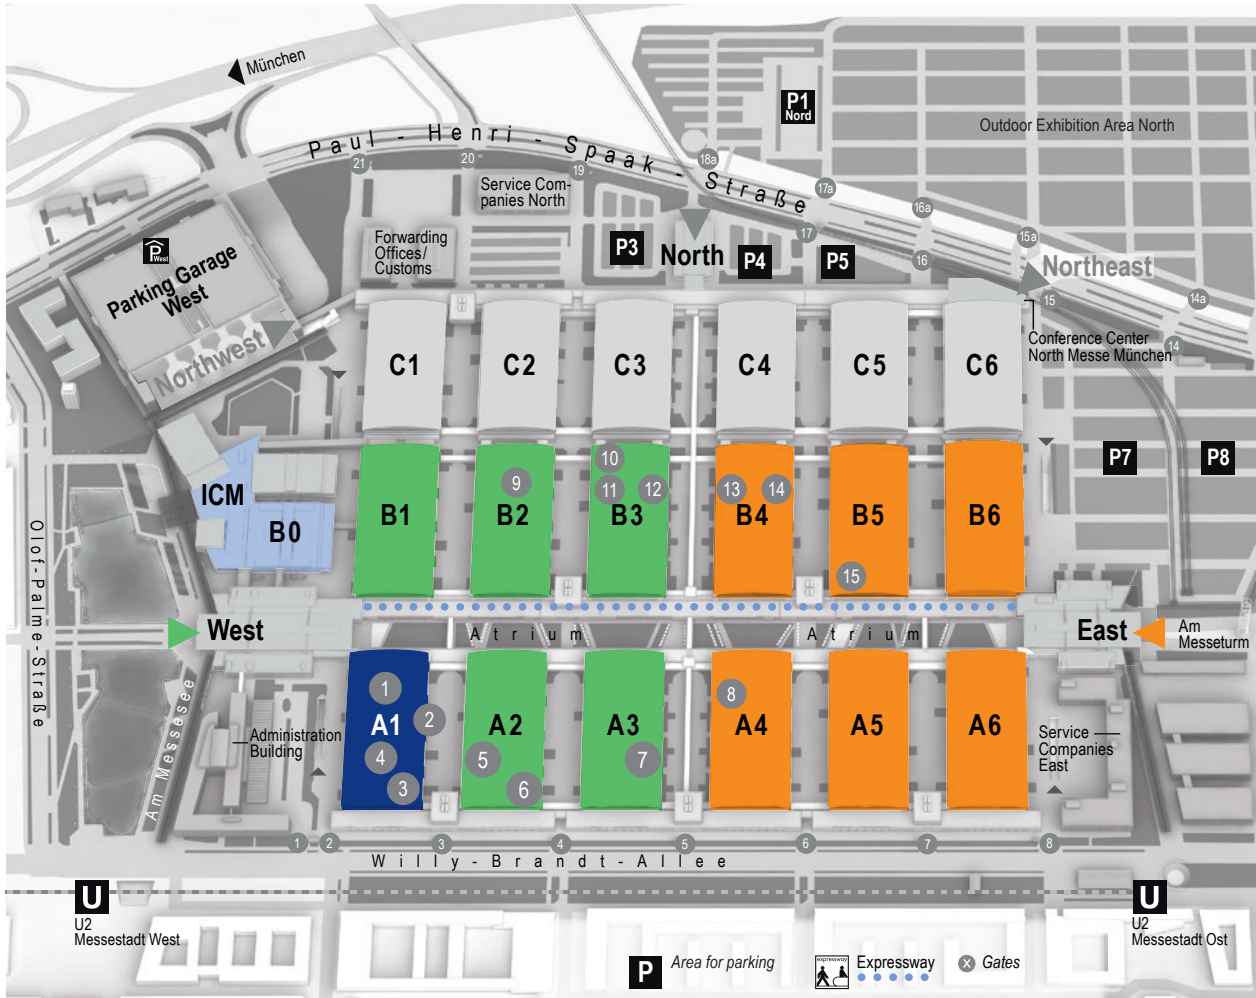 München
P1
Nord
Outdoor Exhibition Area North
Paul - Henri - Spaak - Straße
21
20
19
18a
17a
16a
15a
14a
17
16
15
14
Service Com-
panies North
Forwarding
Offices/
Customs
P3
North
P4
P5
Northeast
P
West
Parking Garage
West
Northwest
Conference Center
North Messe München
C1
C2
C3
C4
C5
C6
P7
P8
ICM
B0
B1
B2
B3
B4
B5
B6
9
10
11
12
13
14
15
Olof-Palme-Straße
West
Atrium
Atrium
East
Am
Messeturm
Am Messesee
Administration
Building
A1
A2
A3
A4
A5
A6
1
2
4
3
5
6
7
8
Service
Companies
East
1
2
3
4
5
6
7
8
Willy-Brandt-Allee
U
U2
Messestadt West
U
U2
Messestadt Ost
P
Area for parking
expressway
Expressway
x
Gates